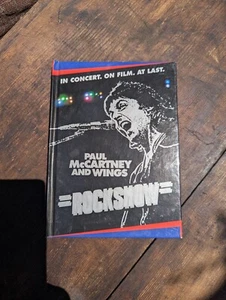 IN CONCERT. ON FILM. AT LAST.
PAUL
McCARTNEY
AND WINGS
=ROCKSHOW=